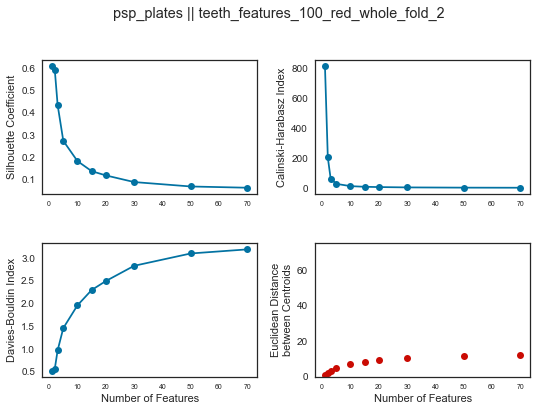 psp_plates || teeth_features_100_red_whole_fold_2
Silhouette Coefficient
0.6
0.5
0.4
0.3
0.2
0.1
0 10 20 30 40 50 60 70
Calinski-Harabasz Index
800
600
400
200
0
0 10 20 30 40 50 60 70
Davies-Bouldin Index
3.0
2.5
2.0
1.5
1.0
0.5
0 10 20 30 40 50 60 70
Number of Features
Euclidean Distance
between Centroids
60
40
20
0
0 10 20 30 40 50 60 70
Number of Features